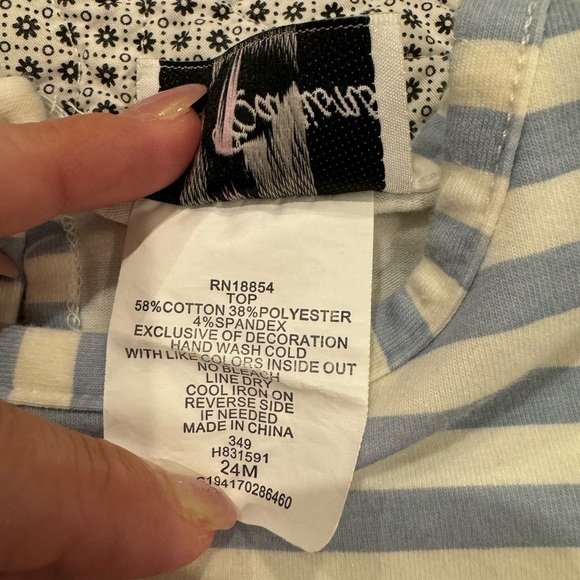 RN18854
TOP
58%COTTON 38%POLYESTER
4%SPANDEX
EXCLUSIVE OF DECORATION
HAND WASH COLD
WITH LIKE COLORS INSIDE OUT
NO BLEACH
LINE DRY
COOL IRON ON
REVERSE SIDE
IF NEEDED
MADE IN CHINA
349
H831591
24M
C194170286460